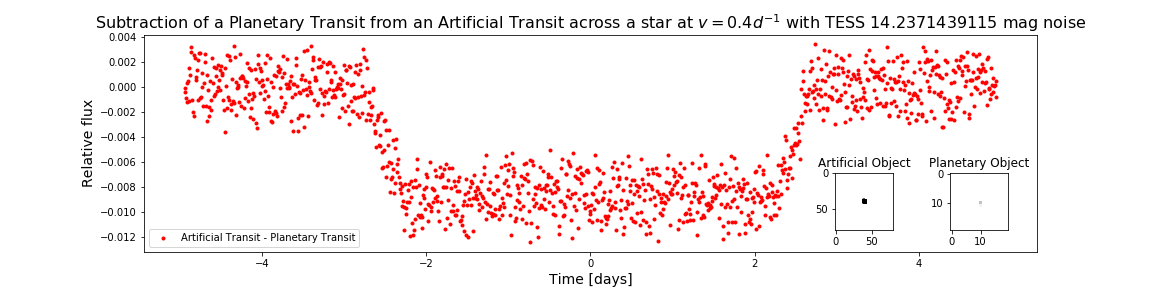 Subtraction of a Planetary Transit from an Artificial Transit across a star at v = 0.4d⁻¹ with TESS 14.2371439115 mag noise
Relative flux
0.004
0.002
0.000
−0.002
−0.004
−0.006
−0.008
−0.010
−0.012
Artificial Transit - Planetary Transit
Artificial Object
0
50
0 50
Planetary Object
0
10
0 10
−4 −2 0 2 4
Time [days]